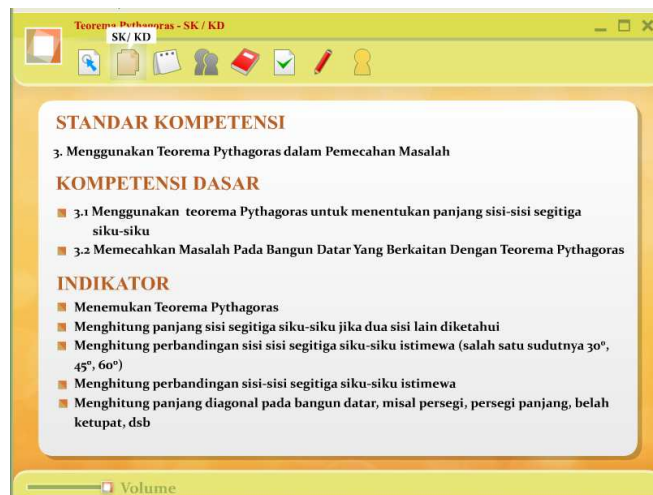 Teorema Pythagoras - SK / KD
SK/ KD
STANDAR KOMPETENSI
3. Menggunakan Teorema Pythagoras dalam Pemecahan Masalah
KOMPETENSI DASAR
3.1 Menggunakan teorema Pythagoras untuk menentukan panjang sisi-sisi segitiga
siku-siku
3.2 Memecahkan Masalah Pada Bangun Datar Yang Berkaitan Dengan Teorema Pythagoras
INDIKATOR
Menemukan Teorema Pythagoras
Menghitung panjang sisi segitiga siku-siku jika dua sisi lain diketahui
Menghitung perbandingan sisi sisi segitiga siku-siku istimewa (salah satu sudutnya 30°,
45°, 60°)
Menghitung perbandingan sisi-sisi segitiga siku-siku istimewa
Menghitung panjang diagonal pada bangun datar, misal persegi, persegi panjang, belah
ketupat, dsb
Volume